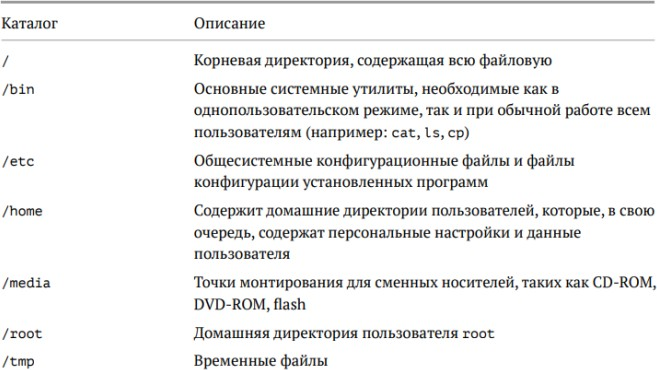 Каталог Описание
/ Корневая директория, содержащая всю файловую
/bin Основные системные утилиты, необходимые как в
однопользовательском режиме, так и при обычной работе всем
пользователям (например: cat, ls, cp)
/etc Общесистемные конфигурационные файлы и файлы
конфигурации установленных программ
/home Содержит домашние директории пользователей, которые, в свою
очередь, содержат персональные настройки и данные
пользователя
/media Точки монтирования для сменных носителей, таких как CD-ROM,
DVD-ROM, flash
/root Домашняя директория пользователя root
/tmp Временные файлы